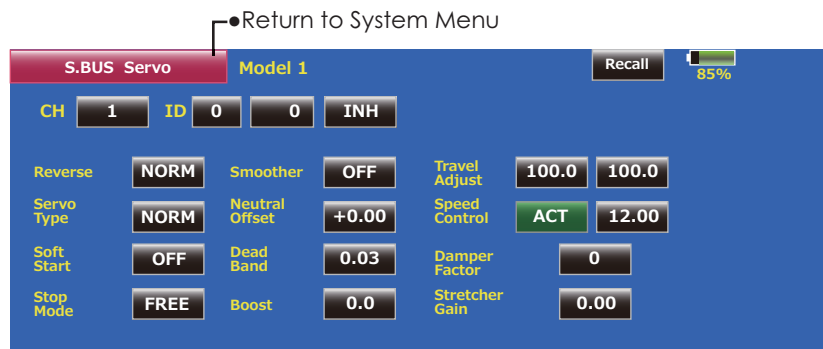 ●Return to System Menu
S.BUS Servo Model 1 Recall 85%
CH 1 ID 0 0 INH
Reverse NORM Smoother OFF Travel Adjust 100.0 100.0
Servo Type NORM Neutral Offset +0.00 Speed Control ACT 12.00
Soft Start OFF Dead Band 0.03 Damper Factor 0
Stop Mode FREE Boost 0.0 Stretcher Gain 0.00